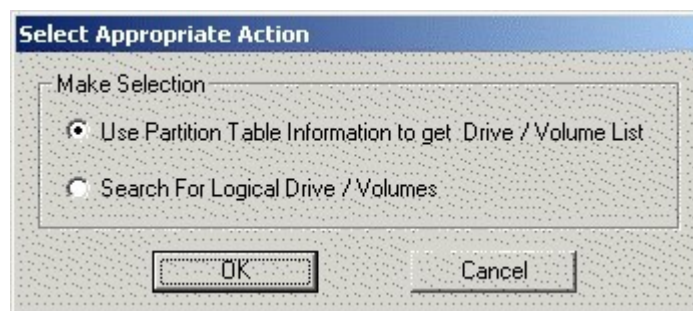 Select Appropriate Action
Make Selection
Use Partition Table Information to get Drive / Volume List
Search For Logical Drive / Volumes
OK Cancel